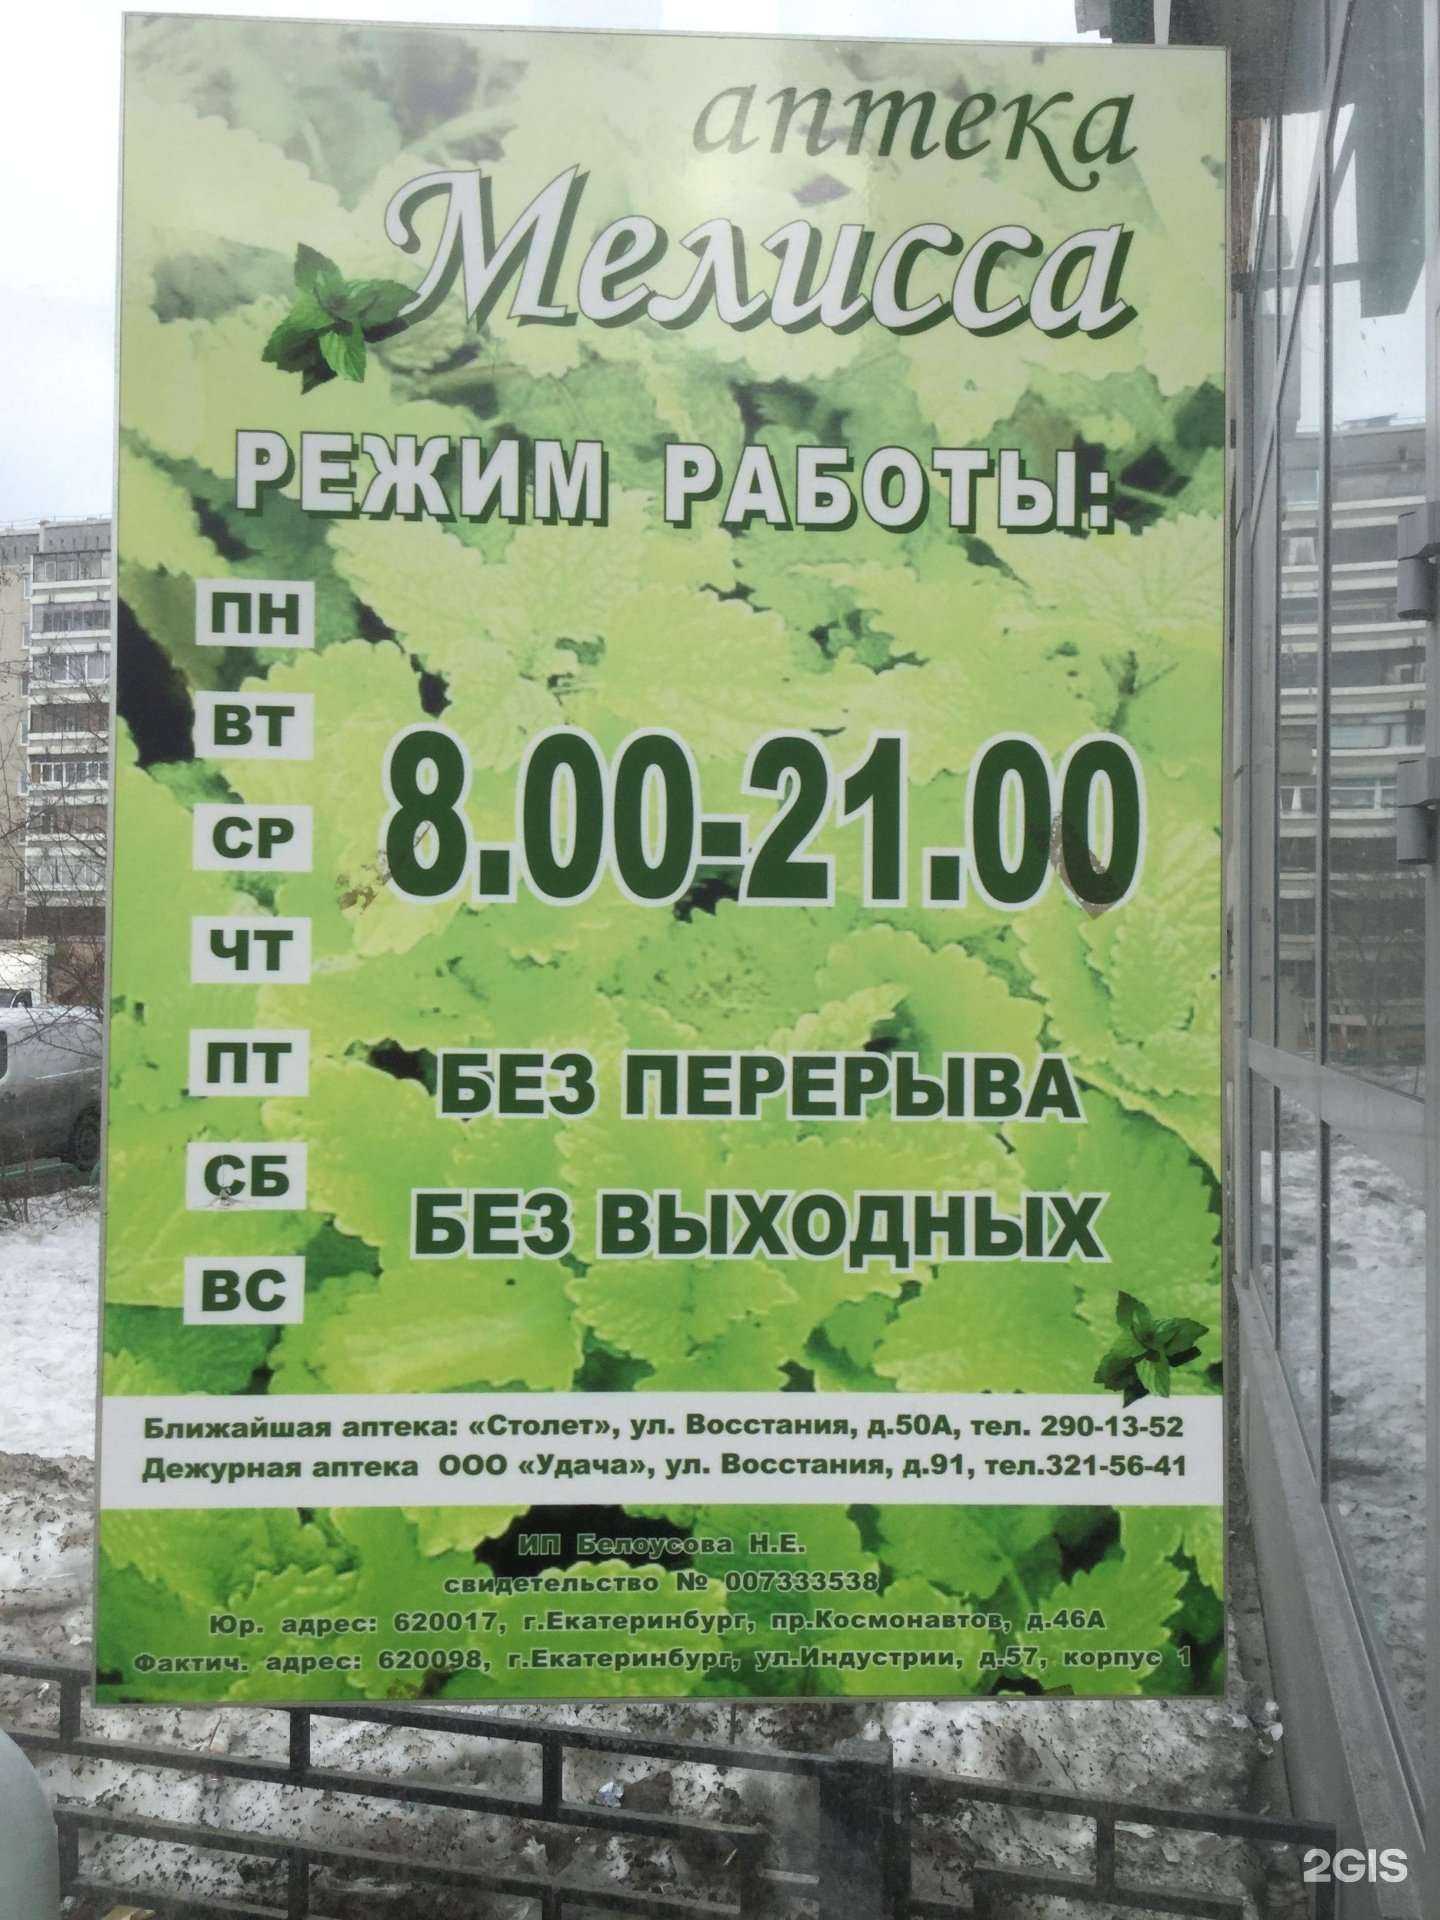 аптека
Мелисса
РЕЖИМ РАБОТЫ:
ПН
ВТ
СР
ЧТ
ПТ
СБ
ВС
8.00-21.00
БЕЗ ПЕРЕРЫВА
БЕЗ ВЫХОДНЫХ
Ближайшая аптека: «Столет», ул. Восстания, д.50А, тел. 290-13-52
Дежурная аптека ООО «Удача», ул. Восстания, д.91, тел.321-56-41
ИП Белоусова Н.Е.
свидетельство № 007333538
Юр. адрес: 620017, г.Екатеринбург, пр.Космонавтов, д.46А
Фактич. адрес: 620098, г.Екатеринбург, ул.Индустрии, д.57, корпус 1
2GIS